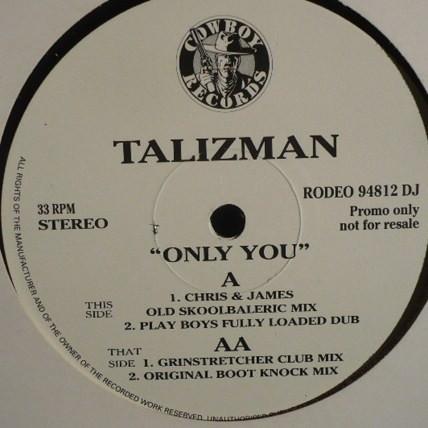 COWBOY
RECORDS
TALIZMAN
RODEO 94812 DJ
33 RPM
STEREO
Promo only
not for resale
"ONLY YOU"
A
THIS
SIDE
1. CHRIS & JAMES
OLD SKOOLBALERIC MIX
2. PLAY BOYS FULLY LOADED DUB
AA
THAT
SIDE
1. GRINSTRETCHER CLUB MIX
2. ORIGINAL BOOT KNOCK MIX
ALL RIGHTS OF THE MANUFACTURER AND OF THE OWNER OF THE RECORDED WORK RESERVED. UNAUTHORISED